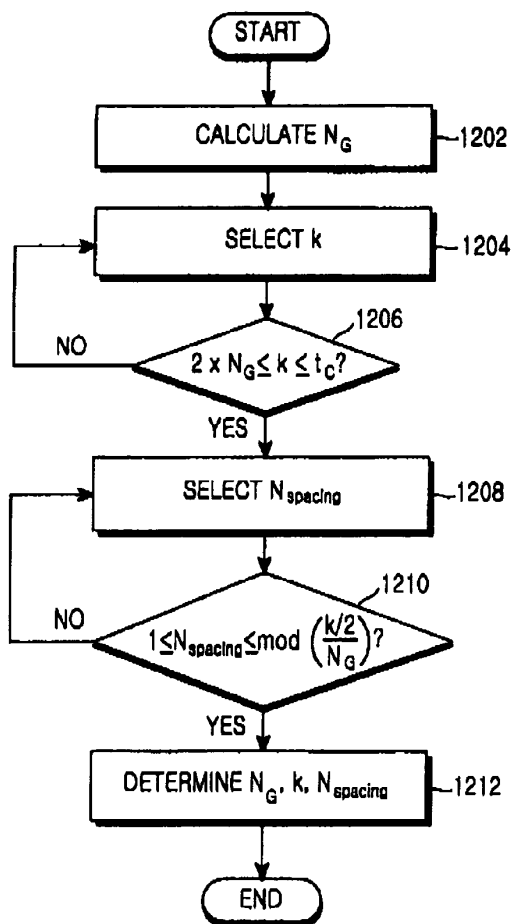 START
CALCULATE N_G
1202
SELECT k
1204
1206
2 x N_G ≤ k ≤ t_C?
NO
YES
SELECT N_spacing
1208
1210
1≤N_spacing≤mod (k/2 / N_G)?
NO
YES
DETERMINE N_G, k, N_spacing
1212
END